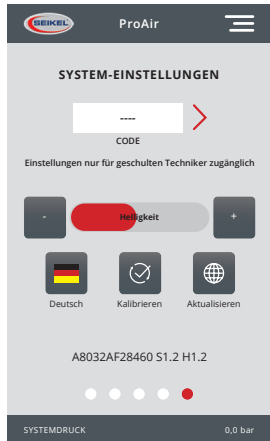 SEIKEL
ProAir
SYSTEM-EINSTELLUNGEN
----
CODE
Einstellungen nur für geschulten Techniker zugänglich
- Helligkeit +
Deutsch Kalibrieren Aktualisieren
A8032AF28460 S1.2 H1.2
SYSTEMDRUCK 0,0 bar